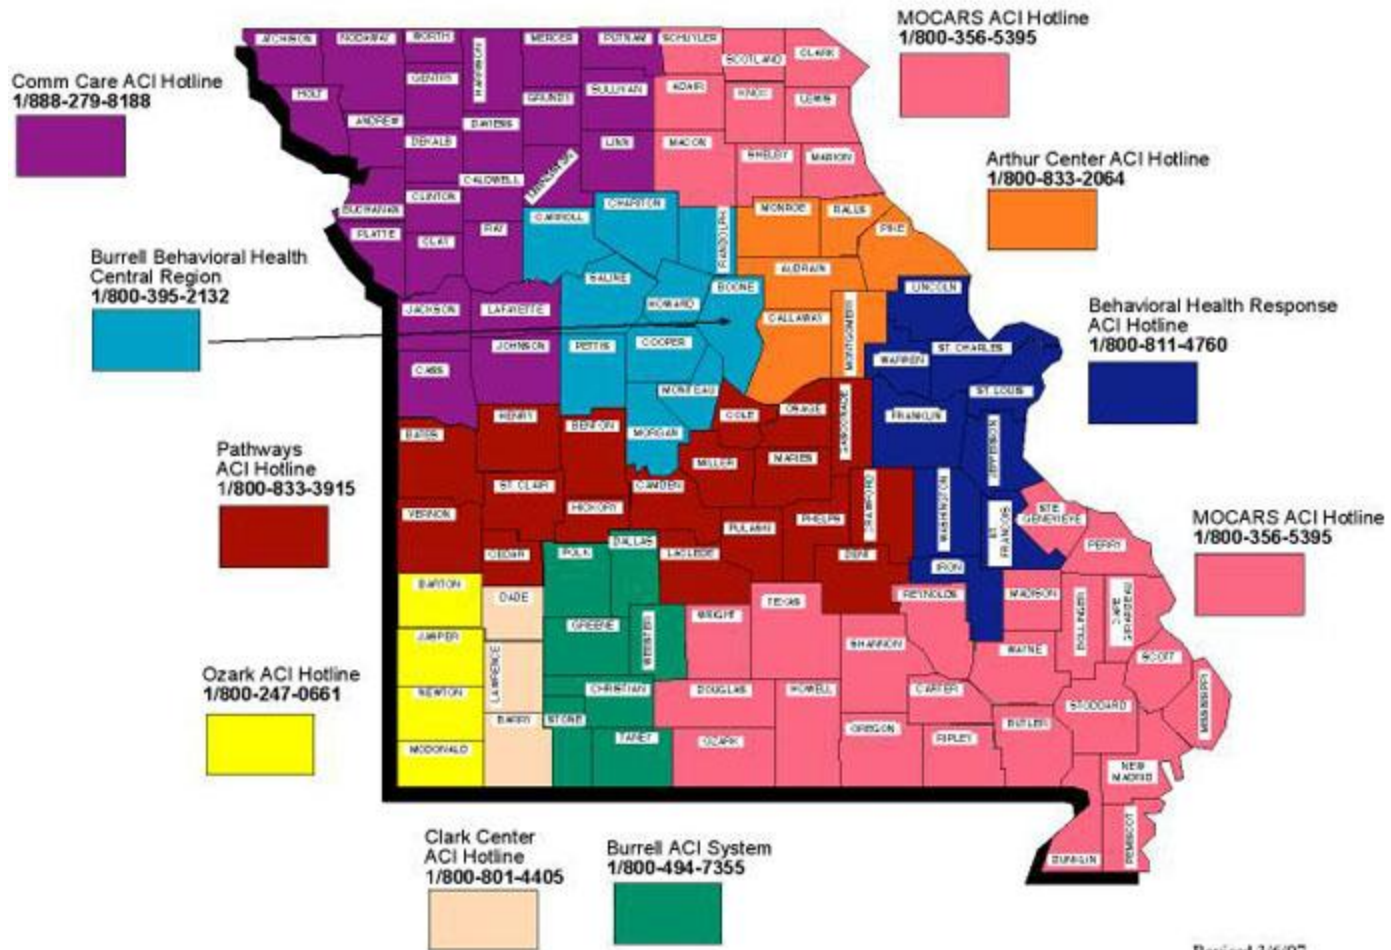 MOCARS ACI Hotline
1/800-356-5395
Comm Care ACI Hotline
1/888-279-8188
Arthur Center ACI Hotline
1/800-833-2064
Burrell Behavioral Health
Central Region
1/800-395-2132
Behavioral Health Response
ACI Hotline
1/800-811-4760
Pathways
ACI Hotline
1/800-833-3915
MOCARS ACI Hotline
1/800-356-5395
Ozark ACI Hotline
1/800-247-0661
Clark Center
ACI Hotline
1/800-801-4405
Burrell ACI System
1/800-494-7355
ATCHISON
NODAWAY
WORTH
HARRISON
MERCER
PUTNAM
SCHUYLER
SCOTLAND
CLARK
HOLT
GENTRY
GRUNDY
SULLIVAN
ADAIR
KNOX
LEWIS
ANDREW
DEKALB
DAVIESS
LINN
MACON
SHELBY
MARION
BUCHANAN
CLINTON
CALDWELL
CARROLL
CHARITON
RANDOLPH
MONROE
RALLS
PIKE
PLATTE
CLAY
RAY
SALINE
HOWARD
BOONE
AUDRAIN
LINCOLN
JACKSON
LAFAYETTE
COOPER
CALLAWAY
MONTGOMERY
WARREN
ST CHARLES
CASS
JOHNSON
PETTIS
MONITEAU
ST LOUIS
BATES
HENRY
BENTON
MORGAN
COLE
OSAGE
GASCONADE
FRANKLIN
JEFFERSON
MILLER
MARIES
ST CLAIR
CAMDEN
VERNON
HICKORY
PULASKI
PHELPS
CRAWFORD
WASHINGTON
ST
FRANCOIS
STE
GENEVIEVE
PERRY
CEDAR
POLK
DALLAS
LACLEDE
DENT
IRON
BARTON
DADE
GREENE
WEBSTER
WRIGHT
TEXAS
REYNOLDS
MADISON
BOLLINGER
CAPE
GIRARDEAU
JASPER
LAWRENCE
SHANNON
WAYNE
SCOTT
NEWTON
CHRISTIAN
DOUGLAS
HOWELL
CARTER
STODDARD
MISSISSIPPI
MCDONALD
BARRY
STONE
TANEY
OZARK
OREGON
RIPLEY
BUTLER
NEW
MADRID
DUNKLIN
PEMISCOT